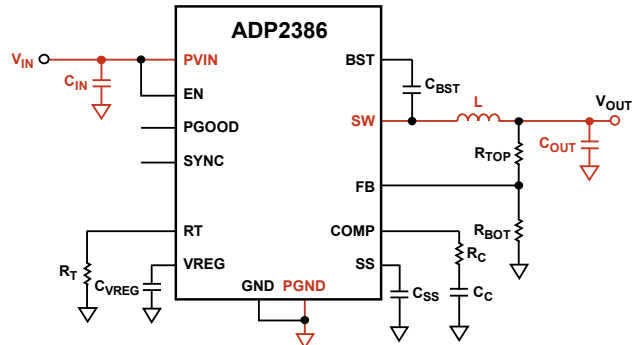 ADP2386
VIN
CIN
PVIN
EN
PGOOD
SYNC
RT
VREG
RT
CVREG
GND
PGND
BST
SW
FB
COMP
SS
CBST
L
VOUT
COUT
RTOP
RBOT
RC
CC
CSS